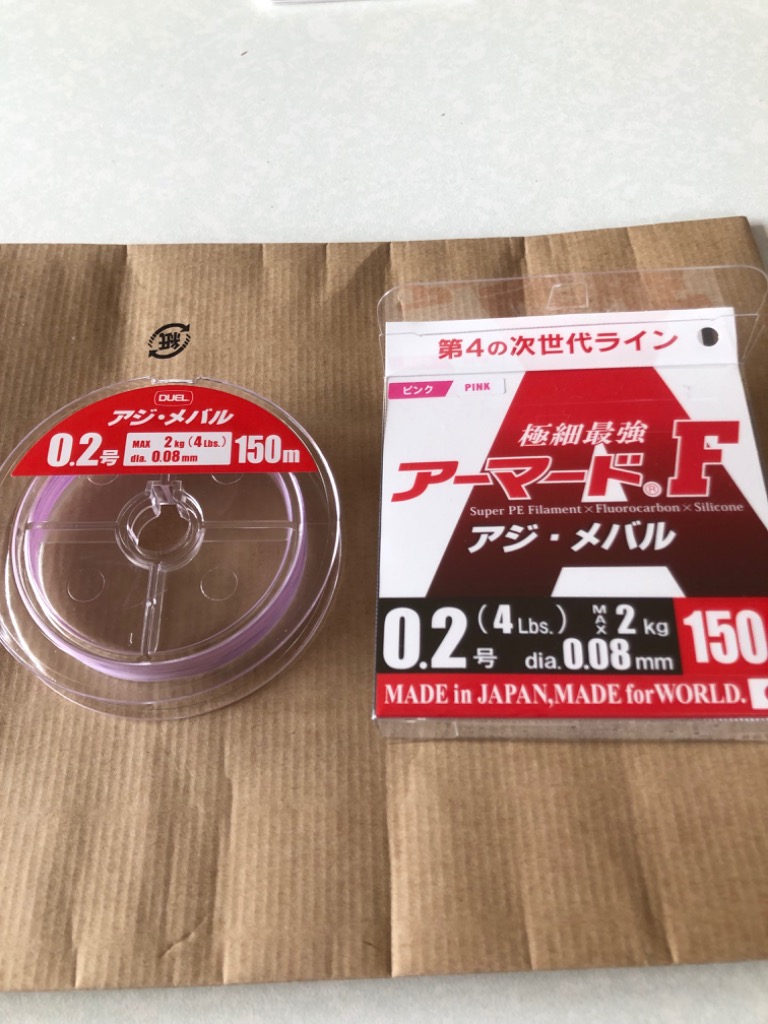 紙
DUEL
アジ・メバル
0.2号
MAX 2kg (4Lbs.)
dia. 0.08mm
150m
第4の次世代ライン
ピンク PINK
極細最強
アーマード®F
Super PE Filament×Fluorocarbon×Silicone
アジ・メバル
0.2号
(4Lbs.) MAX 2kg
dia. 0.08mm
150
MADE in JAPAN,MADE for WORLD.